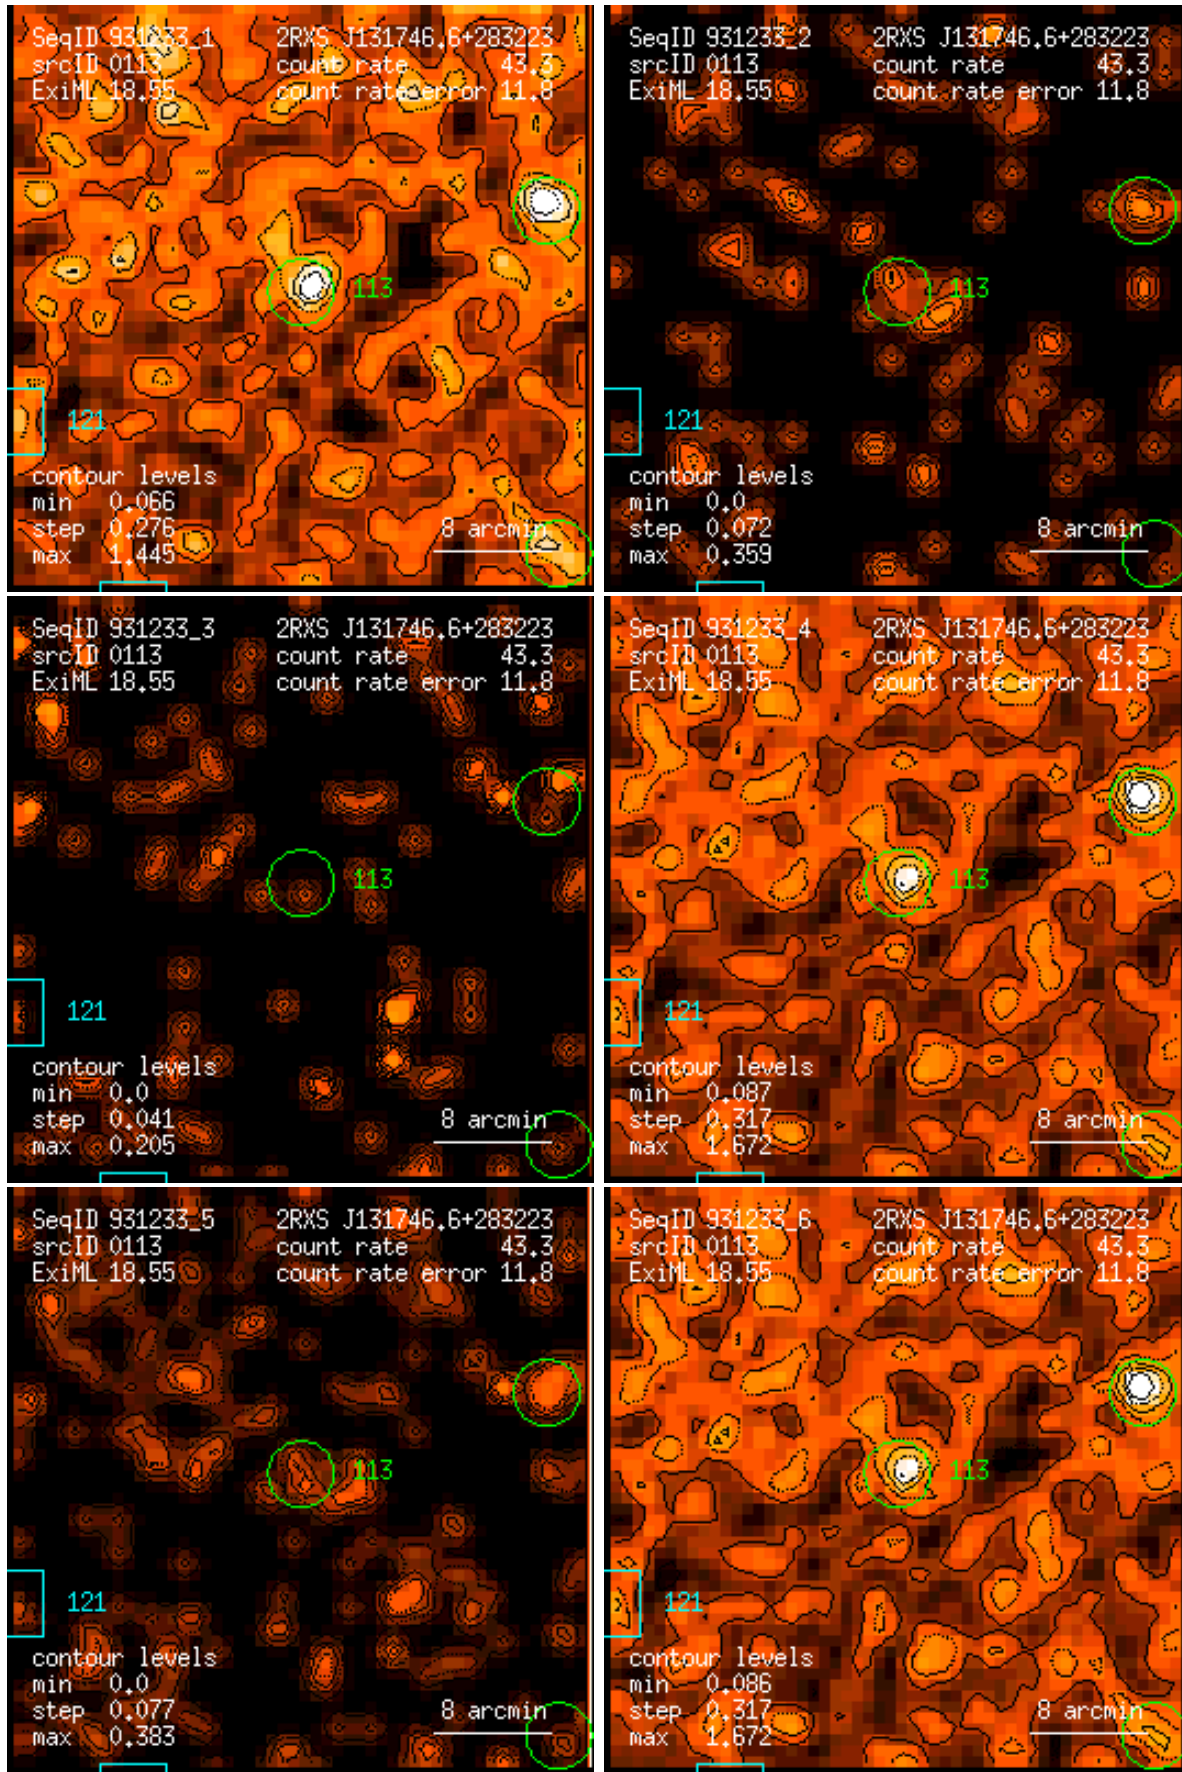 SeqID 931233_1 2RXS J131746.6+283223
srcID 0113 count rate 43.3
ExiML 18.55 count rate error 11.8
113
121
contour levels
min 0.066
step 0.276 8 arcmin
max 1.445
SeqID 931233_2 2RXS J131746.6+283223
srcID 0113 count rate 43.3
ExiML 18.55 count rate error 11.8
113
121
contour levels
min 0.0
step 0.072 8 arcmin
max 0.359
SeqID 931233_3 2RXS J131746.6+283223
srcID 0113 count rate 43.3
ExiML 18.55 count rate error 11.8
113
121
contour levels
min 0.0
step 0.041 8 arcmin
max 0.205
SeqID 931233_4 2RXS J131746.6+283223
srcID 0113 count rate 43.3
ExiML 18.55 count rate error 11.8
113
121
contour levels
min 0.087
step 0.317 8 arcmin
max 1.672
SeqID 931233_5 2RXS J131746.6+283223
srcID 0113 count rate 43.3
ExiML 18.55 count rate error 11.8
113
121
contour levels
min 0.0
step 0.077 8 arcmin
max 0.383
SeqID 931233_6 2RXS J131746.6+283223
srcID 0113 count rate 43.3
ExiML 18.55 count rate error 11.8
113
121
contour levels
min 0.086
step 0.317 8 arcmin
max 1.672